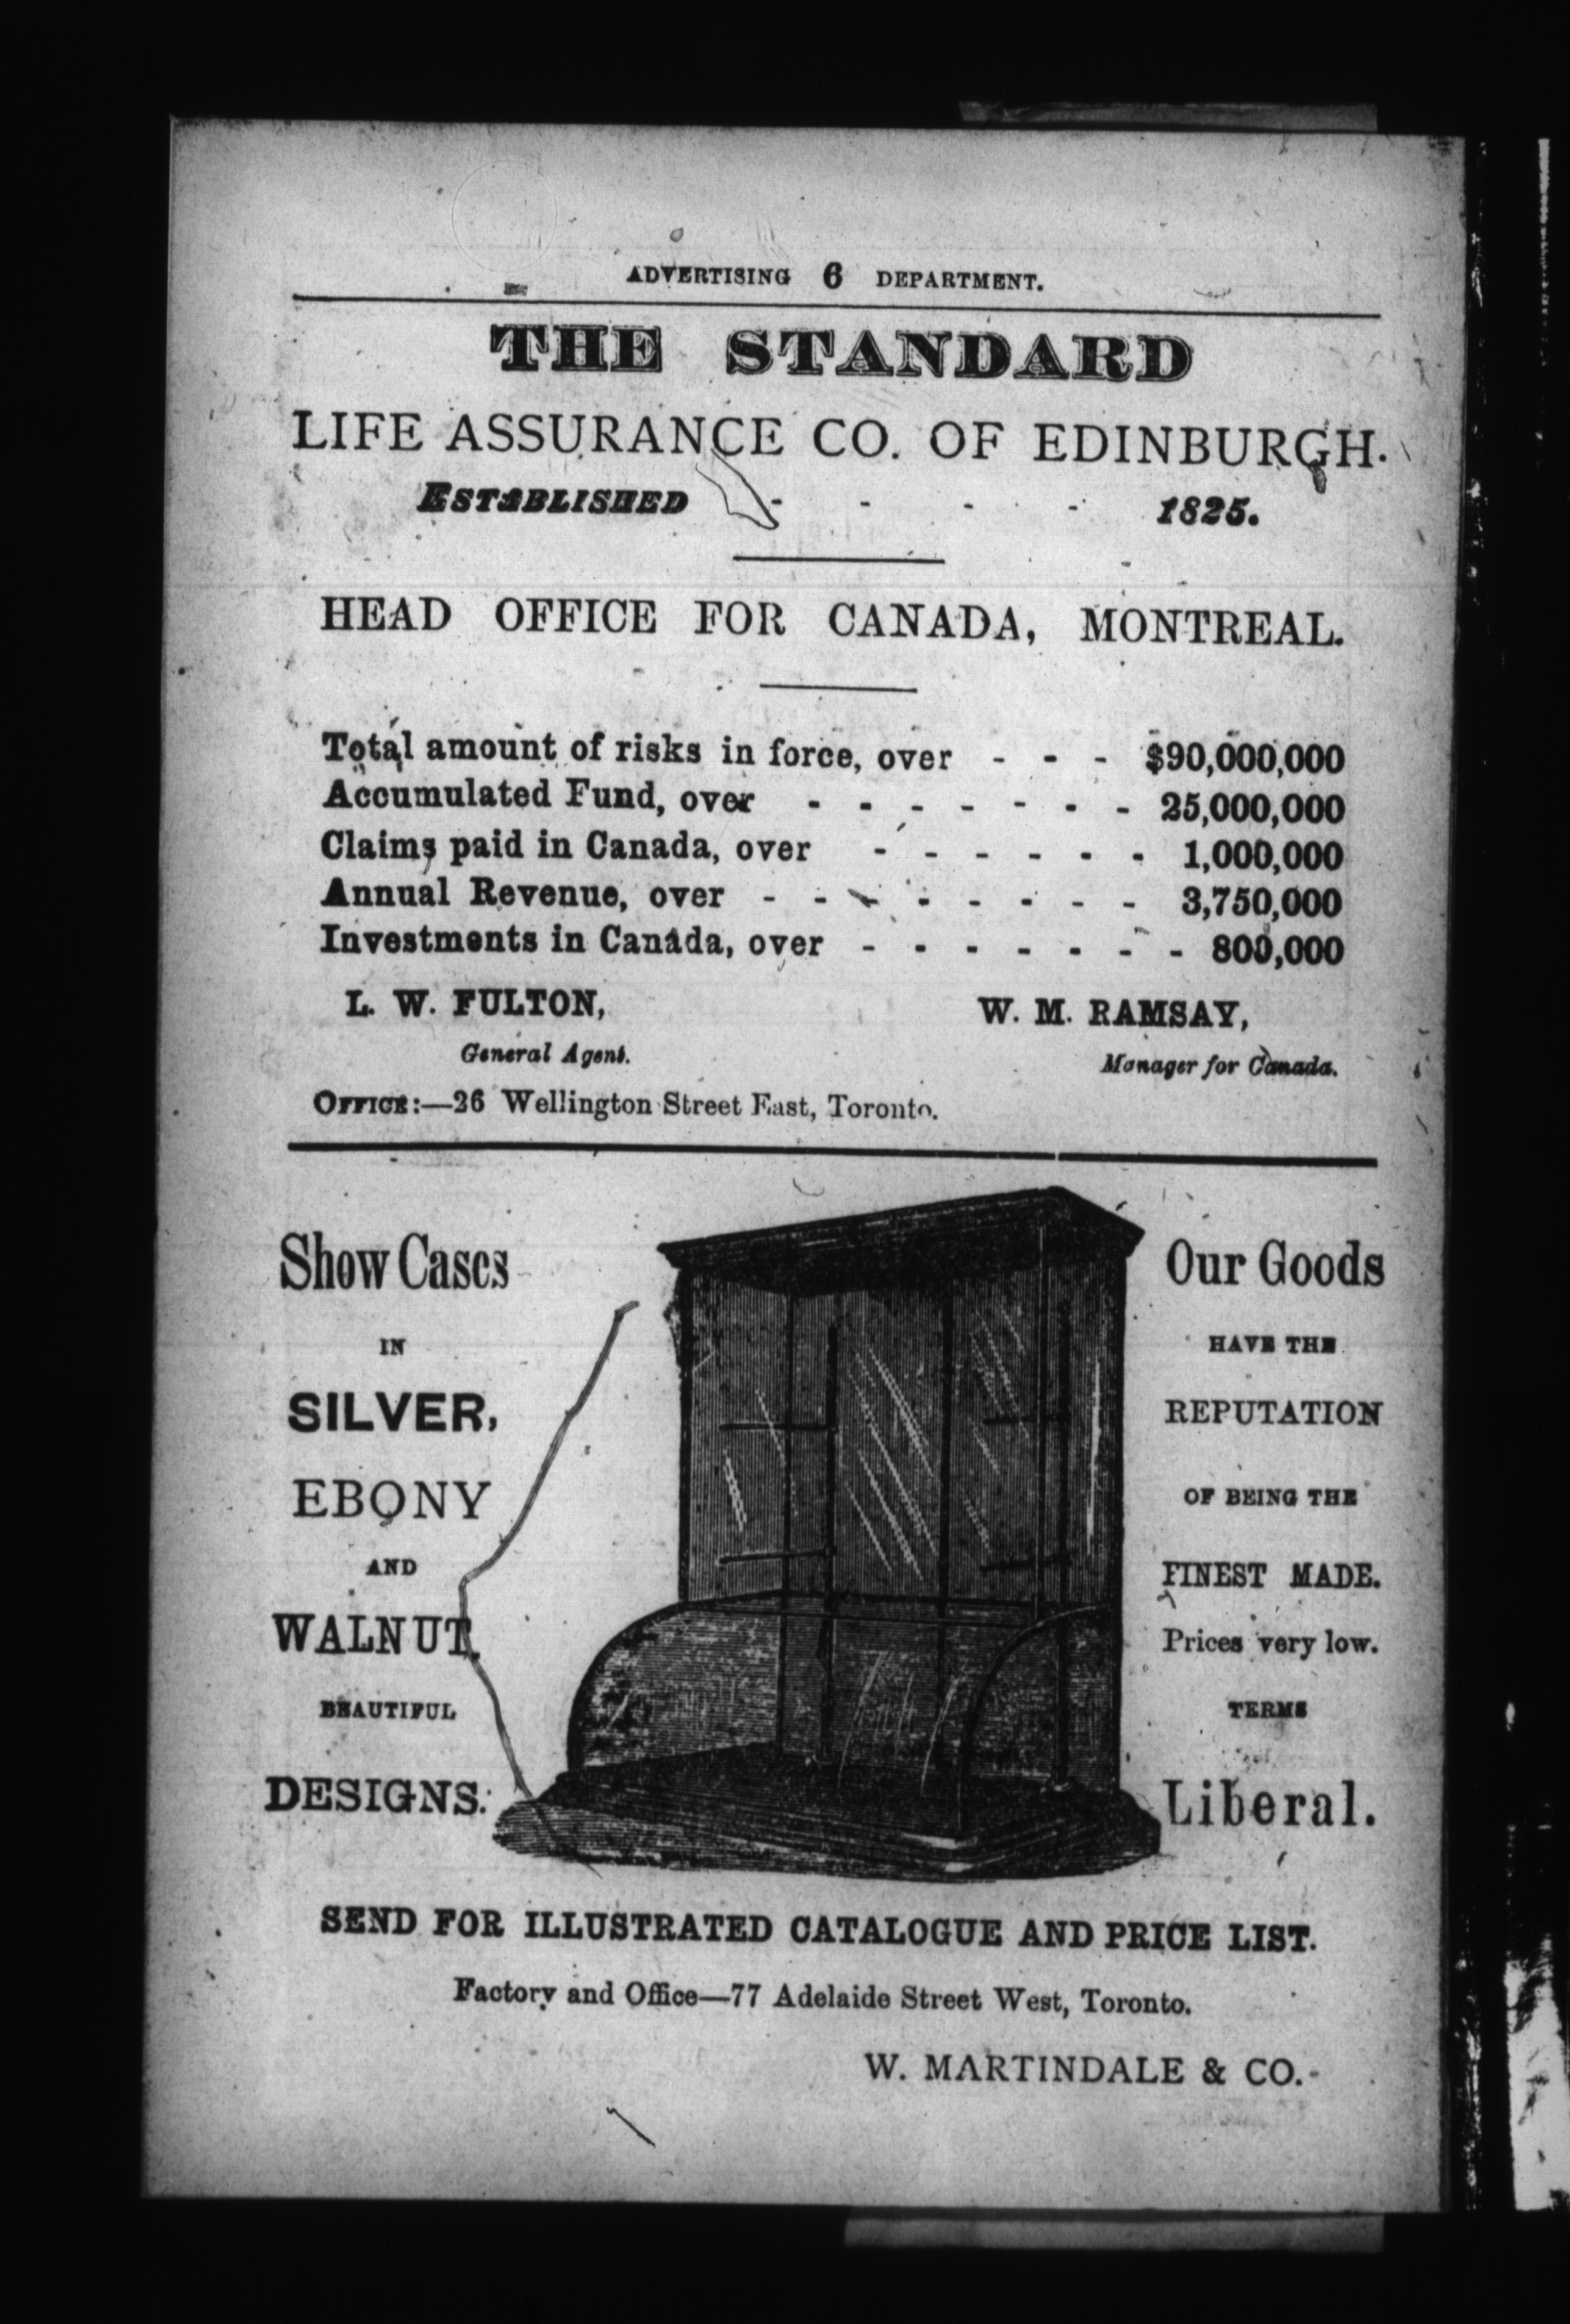 ADVERTISING 6 DEPARTMENT.
THE STANDARD
LIFE ASSURANCE CO. OF EDINBURGH.
ESTABLISHED - - - - 1825.
HEAD OFFICE FOR CANADA, MONTREAL.
Total amount of risks in force, over - - - $90,000,000
Accumulated Fund, over - - - - - - - 25,000,000
Claims paid in Canada, over - - - - - - 1,000,000
Annual Revenue, over - - - - - - - - 3,750,000
Investments in Canada, over - - - - - - - 800,000
L. W. FULTON,
General Agent.
W. M. RAMSAY,
Manager for Canada.
OFFICE:—26 Wellington Street East, Toronto.
Show Cases
IN
SILVER,
EBONY
AND
WALNUT.
BEAUTIFUL
DESIGNS.
Our Goods
HAVE THE
REPUTATION
OF BEING THE
FINEST MADE.
Prices very low.
TERMS
Liberal.
SEND FOR ILLUSTRATED CATALOGUE AND PRICE LIST.
Factory and Office—77 Adelaide Street West, Toronto.
W. MARTINDALE & CO.